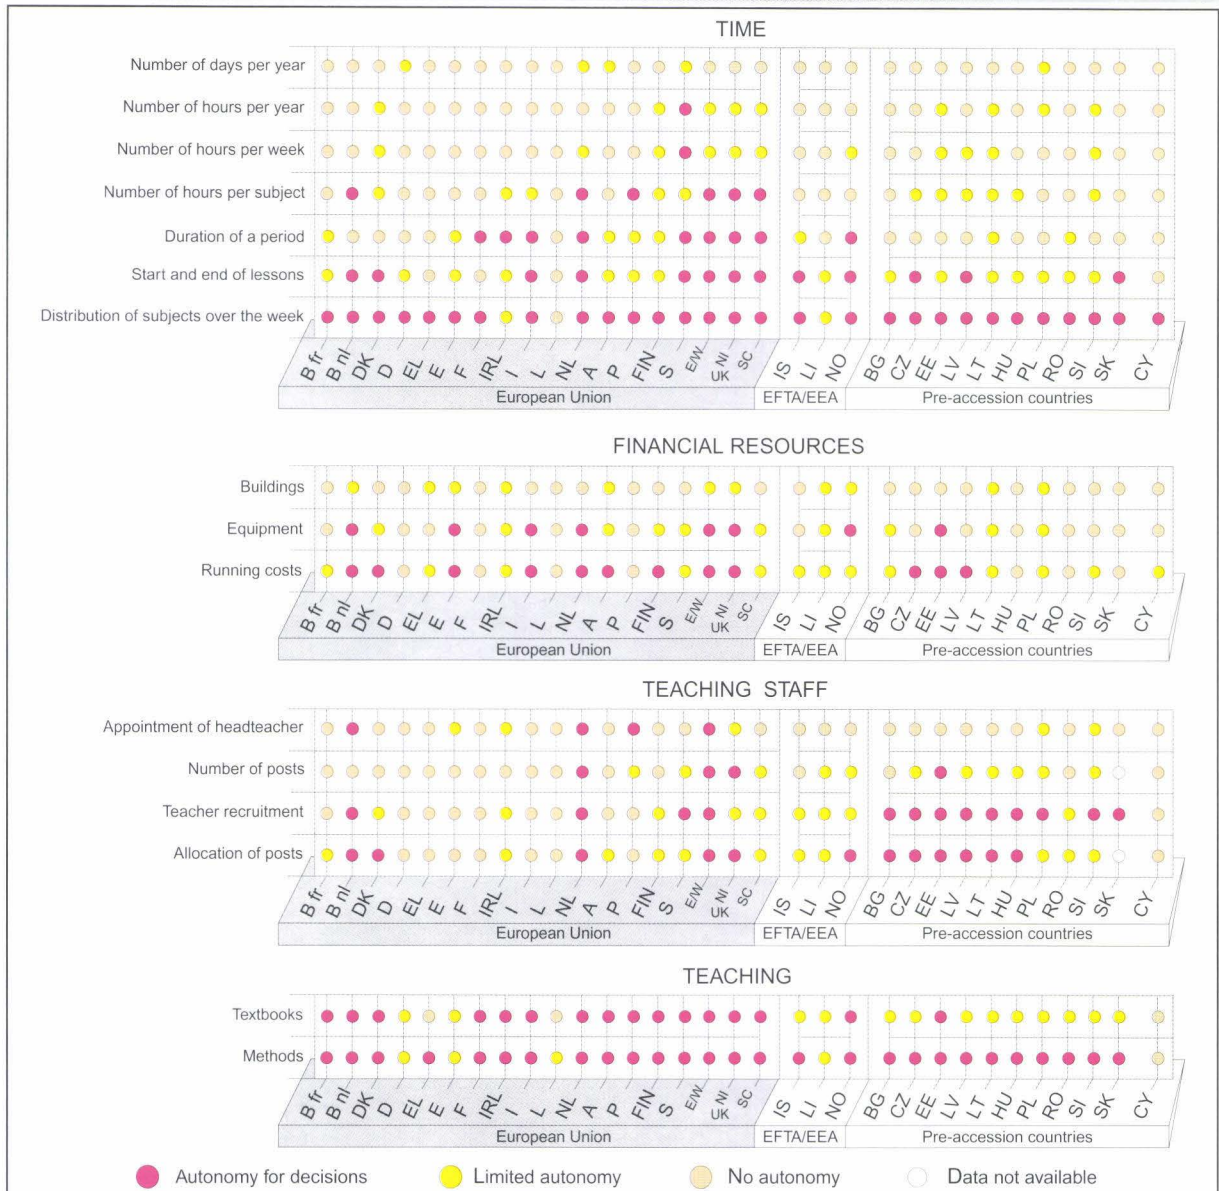 TIME
Number of days per year
Number of hours per year
Number of hours per week
Number of hours per subject
Duration of a period
Start and end of lessons
Distribution of subjects over the week
B fr B nl DK D EL E F IRL I L NL A P FIN S E/W NI SC IS LI NO BG CZ EE LV LT HU PL RO SI SK CY
UK
European Union EFTA/EEA Pre-accession countries
FINANCIAL RESOURCES
Buildings
Equipment
Running costs
B fr B nl DK D EL E F IRL I L NL A P FIN S E/W NI SC IS LI NO BG CZ EE LV LT HU PL RO SI SK CY
UK
European Union EFTA/EEA Pre-accession countries
TEACHING STAFF
Appointment of headteacher
Number of posts
Teacher recruitment
Allocation of posts
B fr B nl DK D EL E F IRL I L NL A P FIN S E/W NI SC IS LI NO BG CZ EE LV LT HU PL RO SI SK CY
UK
European Union EFTA/EEA Pre-accession countries
TEACHING
Textbooks
Methods
B fr B nl DK D EL E F IRL I L NL A P FIN S E/W NI SC IS LI NO BG CZ EE LV LT HU PL RO SI SK CY
UK
European Union EFTA/EEA Pre-accession countries
Autonomy for decisions Limited autonomy No autonomy Data not available